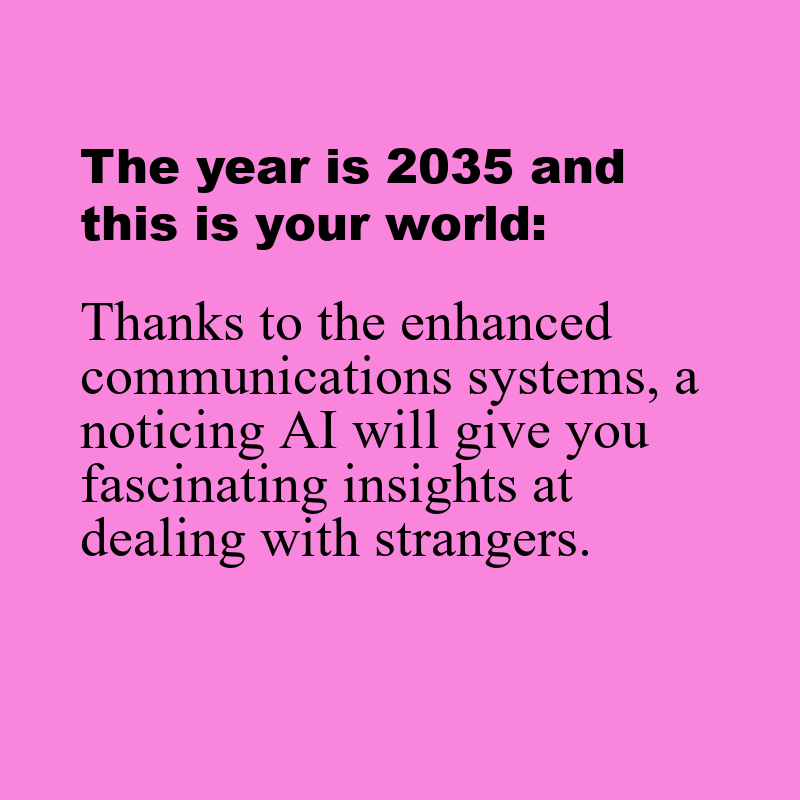 The year is 2035 and
this is your world:
Thanks to the enhanced
communications systems, a
noticing AI will give you
fascinating insights at
dealing with strangers.